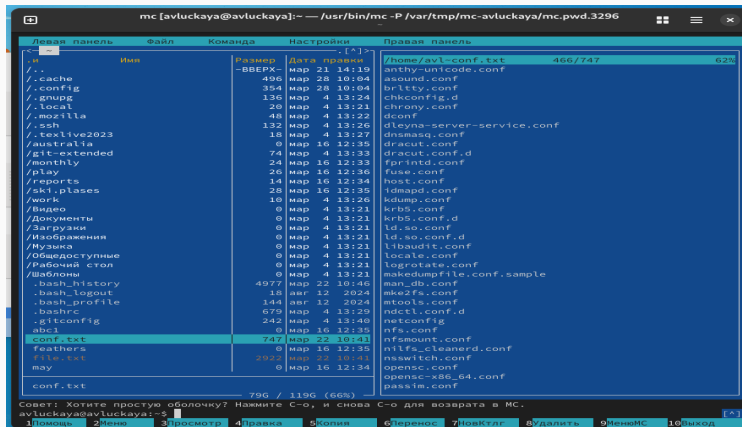 mc [avluckaya@avluckaya]:~ — /usr/bin/mc -P /var/tmp/mc-avluckaya/mc.pwd.3296
Левая панель Файл Команда Настройки Правая панель
<— ~ .[^]>
.и Имя Размер Дата правки
/.. -ВВЕРХ- мар 21 14:19
/.cache 496 мар 28 10:04
/.config 354 мар 28 10:04
/.gnupg 136 мар 4 13:24
/.local 20 мар 4 13:21
/.mozilla 48 мар 4 13:22
/.ssh 132 мар 4 13:26
/.texlive2023 18 мар 4 13:27
/australia 0 мар 16 12:35
/git-extended 74 мар 4 13:33
/monthly 24 мар 16 12:33
/play 26 мар 16 12:36
/reports 14 мар 16 12:34
/ski.plases 28 мар 16 12:35
/work 10 мар 4 13:26
/Видео 0 мар 4 13:21
/Документы 0 мар 4 13:21
/Загрузки 0 мар 4 13:21
/Изображения 0 мар 4 13:21
/Музыка 0 мар 4 13:21
/Общедоступные 0 мар 4 13:21
/Рабочий стол 0 мар 4 13:21
/Шаблоны 0 мар 4 13:21
.bash_history 4977 мар 22 10:46
.bash_logout 18 авг 12 2024
.bash_profile 144 авг 12 2024
.bashrc 679 мар 4 13:29
.gitconfig 242 мар 4 13:40
abc1 0 мар 16 12:35
conf.txt 747 мар 22 10:41
feathers 0 мар 16 12:35
file.txt 2922 мар 22 10:41
may 0 мар 16 12:34
conf.txt
79G / 119G (66%)
/home/avl~conf.txt 466/747 62%
anthy-unicode.conf
asound.conf
brltty.conf
chkconfig.d
chrony.conf
dconf
dleyna-server-service.conf
dnsmasq.conf
dracut.conf
dracut.conf.d
fprintd.conf
fuse.conf
host.conf
idmapd.conf
kdump.conf
krb5.conf
krb5.conf.d
ld.so.conf
ld.so.conf.d
libaudit.conf
locale.conf
logrotate.conf
makedumpfile.conf.sample
man_db.conf
mke2fs.conf
mtools.conf
ndctl.conf.d
netconfig
nfs.conf
nfsmount.conf
nilfs_cleanerd.conf
nsswitch.conf
opensc.conf
opensc-x86_64.conf
passim.conf
Совет: Хотите простую оболочку? Нажмите C-o, и снова C-o для возврата в MC.
avluckaya@avluckaya:~$ [^]
1Помощь 2Меню 3Просмотр 4Правка 5Копия 6Перенос 7НовКтлг 8Удалить 9МенюМС 10Выход